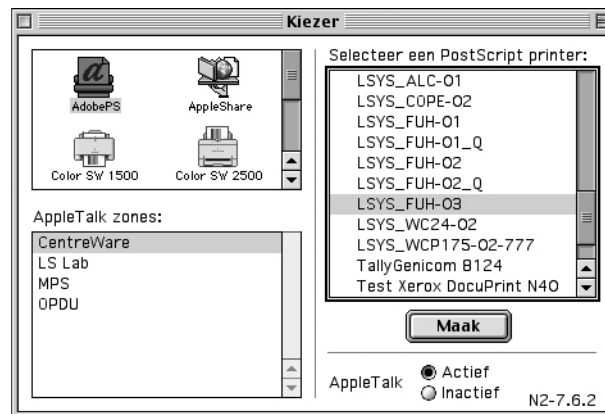 Kiezer
AdobePS
AppleShare
Color SW 1500
Color SW 2500
AppleTalk zones:
CentreWare
LS Lab
MPS
OPDU
Selecteer een PostScript printer:
LSYS_ALC-01
LSYS_COPE-02
LSYS_FUH-01
LSYS_FUH-01_Q
LSYS_FUH-02
LSYS_FUH-02_Q
LSYS_FUH-03
LSYS_WC24-02
LSYS_WCP175-02-777
TallyGenicom 8124
Test Xerox DocuPrint N40
Maak
AppleTalk
Actief
Inactief
N2-7.6.2